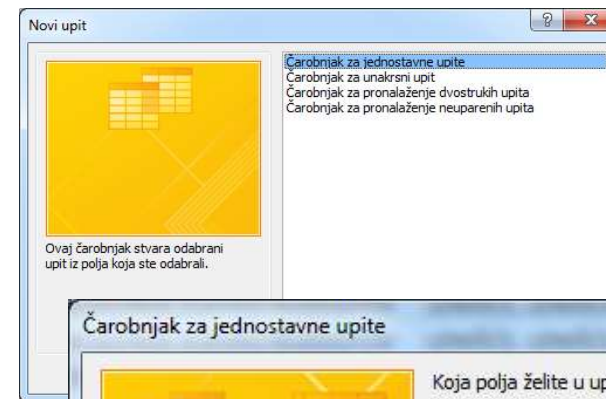 Novi upit
Čarobnjak za jednostavne upite
Čarobnjak za unakrsni upit
Čarobnjak za pronalaženje dvostrukih upita
Čarobnjak za pronalaženje neuparenih upita
Ovaj čarobnjak stvara odabrani
upit iz polja koja ste odabrali.
Čarobnjak za jednostavne upite
Koja polja želite u up